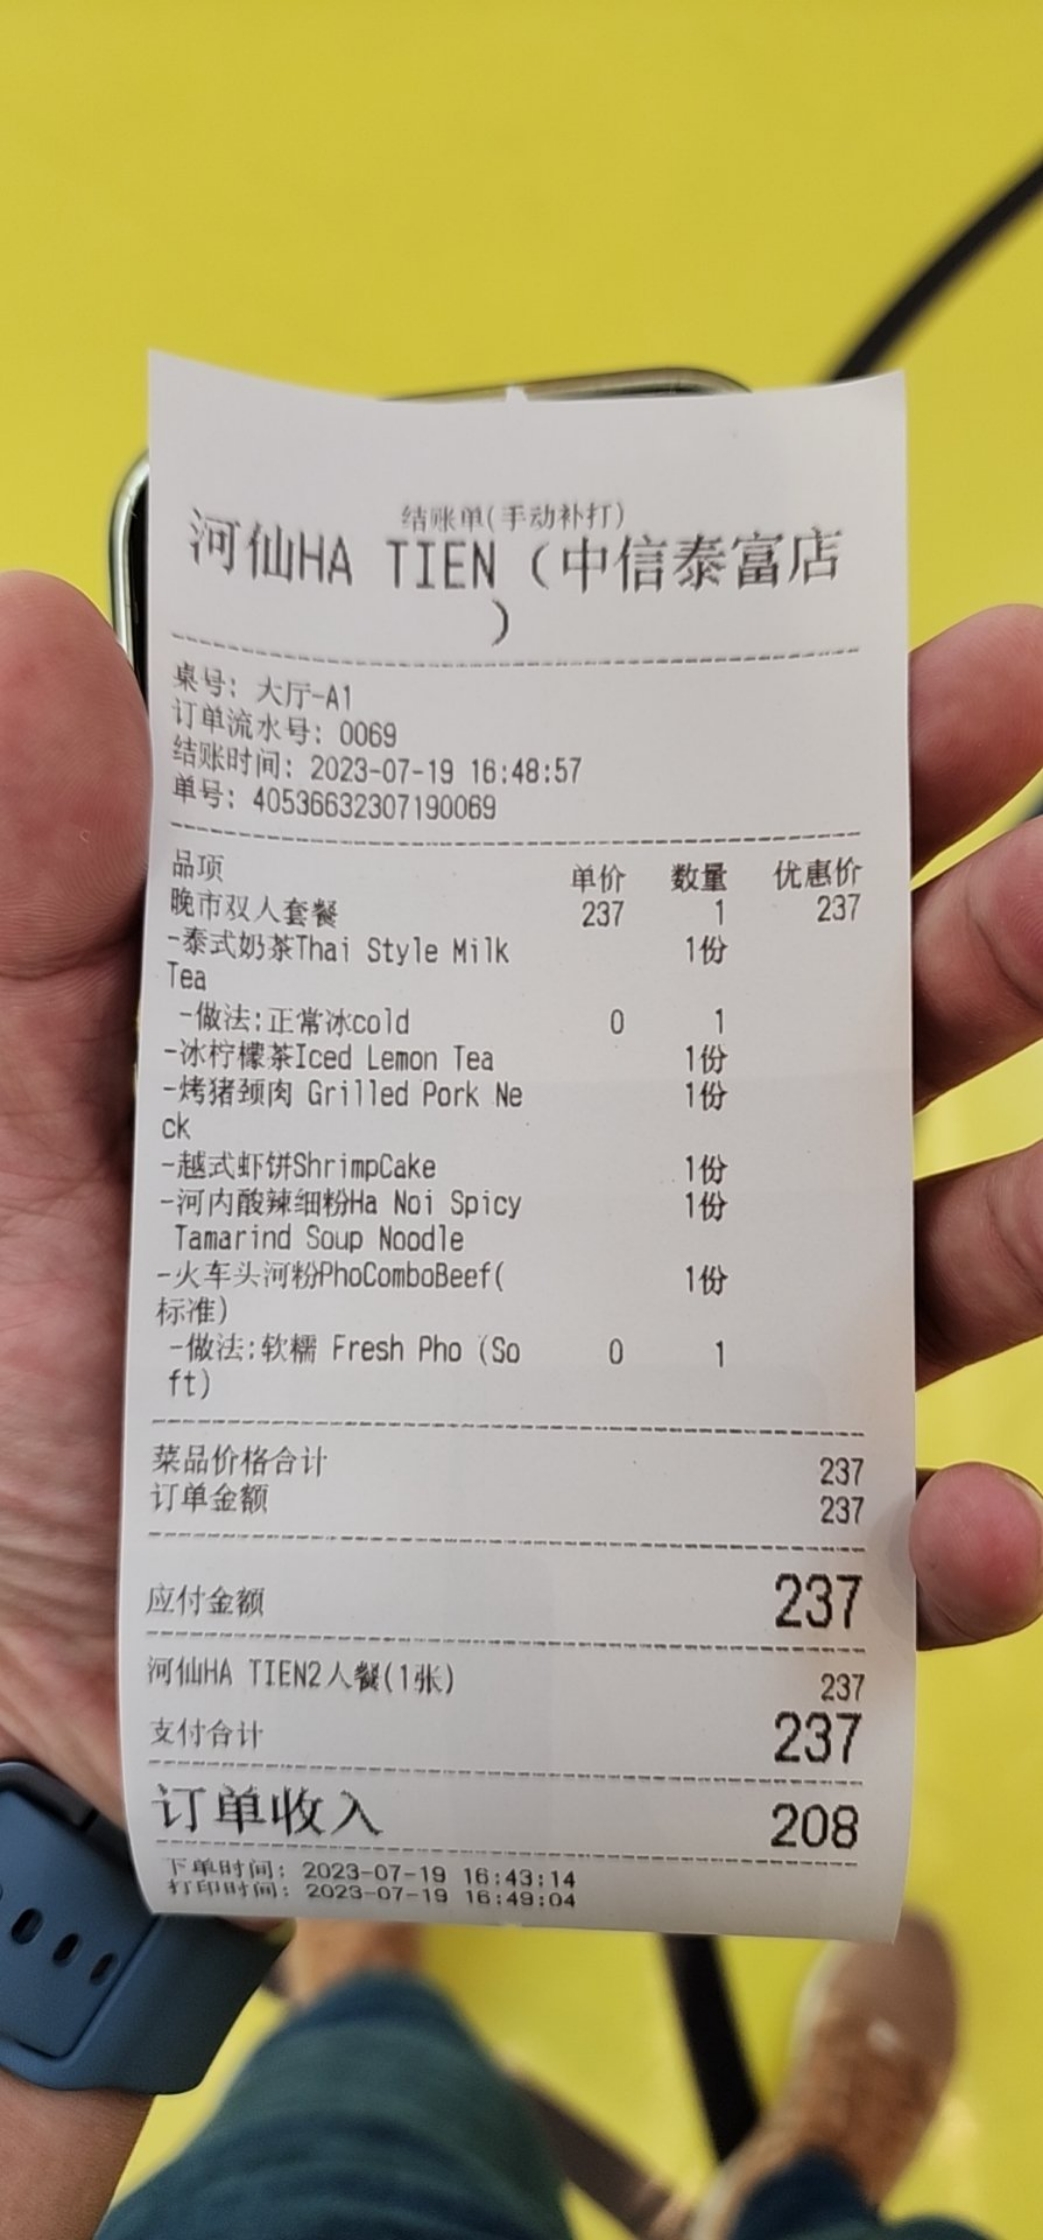 结账单(手动补打)
河仙HA TIEN（中信泰富店
）
桌号: 大厅-A1
订单流水号: 0069
结账时间: 2023-07-19 16:48:57
单号: 40536632307190069
品项 单价 数量 优惠价
晚市双人套餐 237 1 237
-泰式奶茶Thai Style Milk 1份
Tea
-做法:正常冰cold 0 1
-冰柠檬茶Iced Lemon Tea 1份
-烤猪颈肉 Grilled Pork Ne 1份
ck
-越式虾饼ShrimpCake 1份
-河内酸辣细粉Ha Noi Spicy 1份
Tamarind Soup Noodle
-火车头河粉PhoComboBeef( 1份
标准)
-做法:软糯 Fresh Pho (So 0 1
ft)
菜品价格合计 237
订单金额 237
应付金额 237
河仙HA TIEN2人餐(1张) 237
支付合计 237
订单收入 208
下单时间: 2023-07-19 16:43:14
打印时间: 2023-07-19 16:49:04